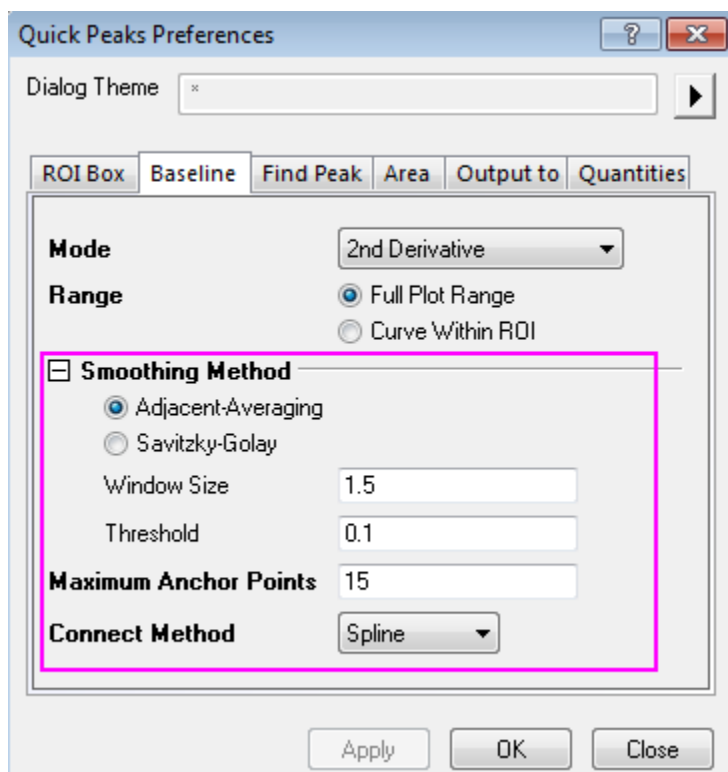 Quick Peaks Preferences
Dialog Theme *
ROI Box Baseline Find Peak Area Output to Quantities
Mode 2nd Derivative
Range Full Plot Range
Curve Within ROI
Smoothing Method
Adjacent-Averaging
Savitzky-Golay
Window Size 1.5
Threshold 0.1
Maximum Anchor Points 15
Connect Method Spline
Apply OK Close